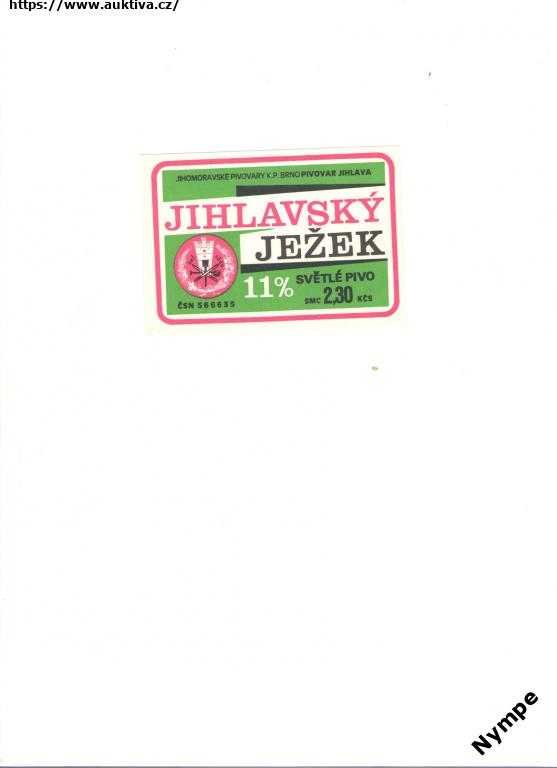 https://www.auktiva.cz/
JIHOMORAVSKÉ PIVOVARY K.P. BRNO PIVOVAR JIHLAVA
JIHLAVSKÝ
JEŽEK
11% SVĚTLÉ PIVO
SMC 2,30 KČS
ČSN 566635
Nympe